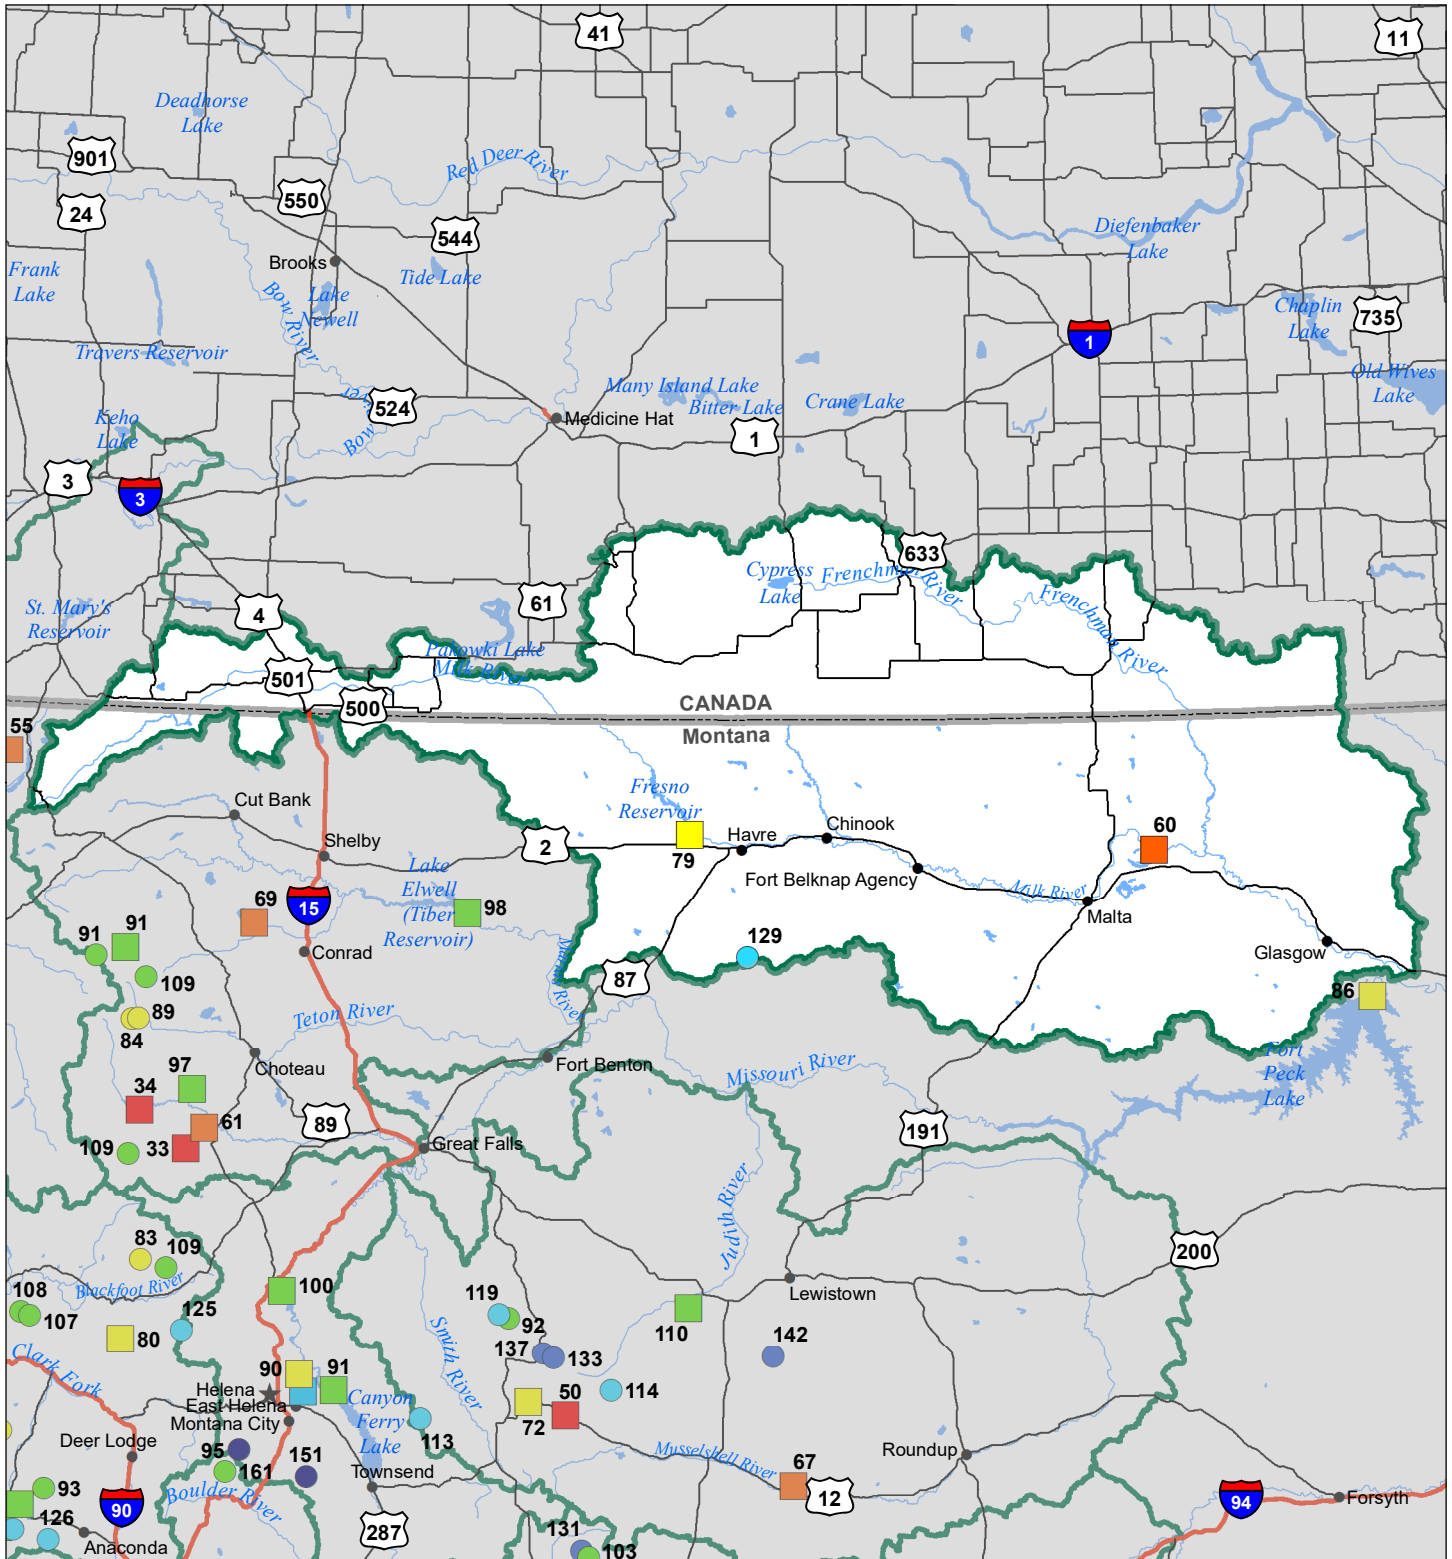 41
11
Deadhorse
Lake
901
Red Deer River
550
24
544
Diefenbaker
Lake
Brooks
Frank
Lake
Tide Lake
Bow River
Lake
Newell
Chaplin
Lake
735
1
Travers Reservoir
Many Island Lake
Bitter Lake
Crane Lake
Old Wives
Lake
524
Bow
Keho
Lake
Medicine Hat
1
3
3
633
Cypress
Lake
Frenchman River
Frenchman River
61
4
St. Mary's
Reservoir
Pakowki Lake
Milk River
501
500
CANADA
Montana
55
Fresno
Reservoir
Cut Bank
Shelby
2
79
Havre
Chinook
60
Fort Belknap Agency
Milk River
Malta
Lake
Elwell
(Tiber
Reservoir)
98
69
15
91
91
Conrad
109
129
87
Glasgow
86
89
84
Teton River
River
Fort
Peck
Lake
97
Choteau
Fort Benton
Missouri River
34
61
89
191
109
33
Great Falls
Judith River
83
109
200
Blackfoot River
108
107
100
119
92
110
Lewistown
125
80
137
133
142
Smith River
Clark Fork
90
91
114
Helena
East Helena
Montana City
Canyon
Ferry
Lake
50
72
113
Deer Lodge
95
161
151
Townsend
Musselshell River
67
12
Roundup
93
90
Boulder River
94
Forsyth
126
Anaconda
287
131
103